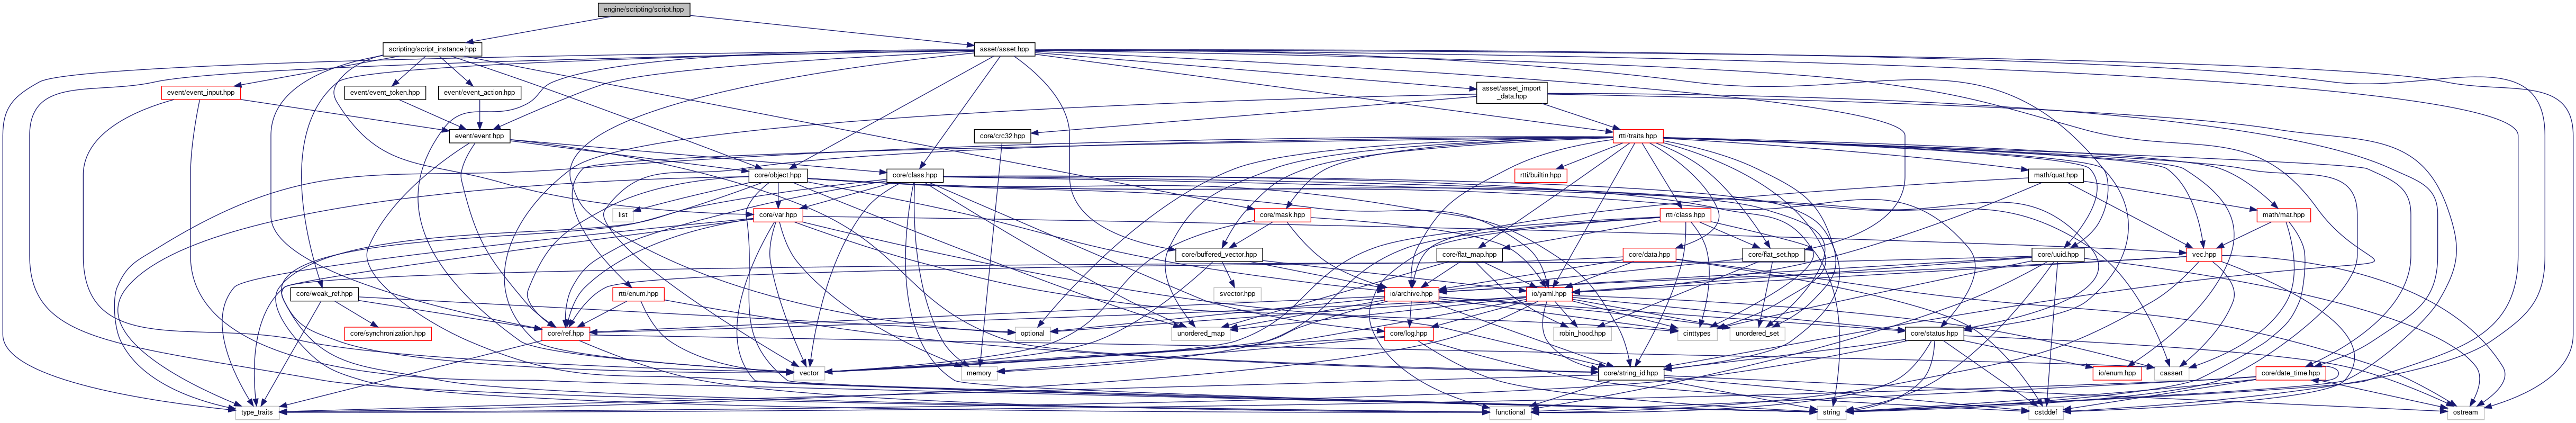 engine/scripting/script.hpp
scripting/script_instance.hpp
asset/asset.hpp
event/event_input.hpp
event/event_token.hpp
event/event_action.hpp
asset/asset_import
_data.hpp
event/event.hpp
core/crc32.hpp
rtti/traits.hpp
core/object.hpp
core/class.hpp
rtti/builtin.hpp
math/quat.hpp
list
core/var.hpp
core/mask.hpp
rtti/class.hpp
math/mat.hpp
core/buffered_vector.hpp
core/flat_map.hpp
core/data.hpp
core/flat_set.hpp
core/uuid.hpp
vec.hpp
core/weak_ref.hpp
rtti/enum.hpp
svector.hpp
io/archive.hpp
io/yaml.hpp
core/synchronization.hpp
core/ref.hpp
optional
unordered_map
core/log.hpp
robin_hood.hpp
cinttypes
unordered_set
core/status.hpp
vector
memory
core/string_id.hpp
io/enum.hpp
cassert
core/date_time.hpp
type_traits
functional
string
cstddef
ostream